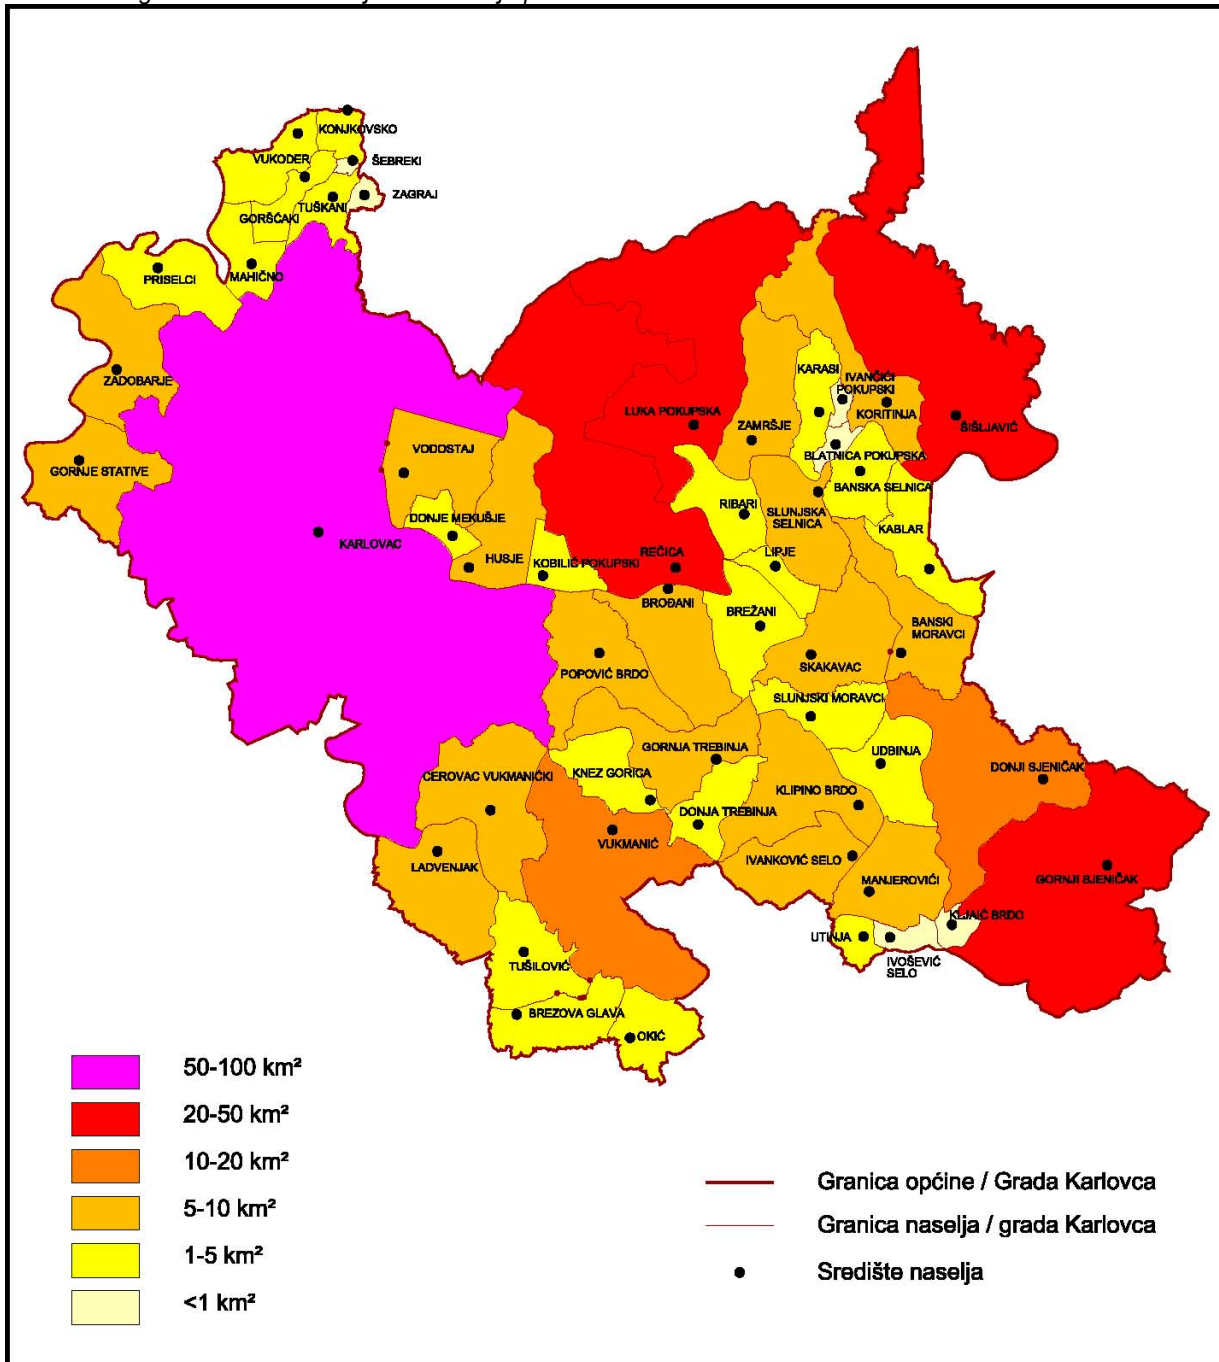 KONJKOVSKO
VUKODER
ŠEBREKI
ZAGRAJ
TUŠKANI
GORŠĆAKI
MAHIČNO
PRISELCI
ZADOBARJE
GORNJE STATIVE
KARLOVAC
VODOSTAJ
DONJE MEKUŠJE
HUSJE
KOBILIĆ POKUPSKI
LUKA POKUPSKA
REČICA
BROĐANI
ZAMRŠJE
KARASI
IVANČIĆI
POKUPSKI
KORITINJA
ŠIŠLJAVIĆ
BLATNICA POKUPSKA
BANSKA SELNICA
RIBARI
SLUNJSKA
SELNICA
KABLAR
LIPJE
BREŽANI
BANSKI
MORAVCI
SKAKAVAC
POPOVIĆ BRDO
SLUNJSKI MORAVCI
GORNJA TREBINJA
UDBINJA
DONJI SJENIČAK
KNEZ GORICA
CEROVAC VUKMANIĆKI
KLIPINO BRDO
DONJA TREBINJA
VUKMANIĆ
LADVENJAK
IVANKOVIĆ SELO
MANJEROVIĆI
GORNJI SJENIČAK
KLJAIĆ BRDO
UTINJA
IVOŠEVIĆ
SELO
TUŠILOVIĆ
BREZOVA GLAVA
OKIĆ
50-100 km²
20-50 km²
10-20 km²
5-10 km²
1-5 km²
<1 km²
Granica općine / Grada Karlovca
Granica naselja / grada Karlovca
Središte naselja